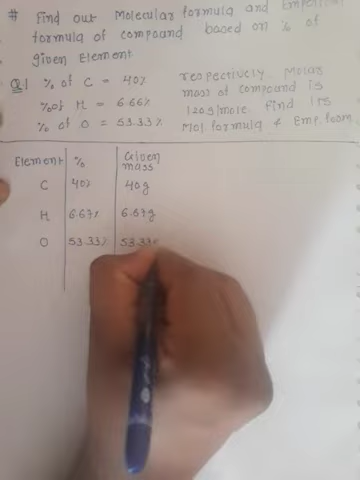 # Find out Molecular formula and Empirical
formula of compound based on % of
given Element
Q1 % of C = 40%
% of H = 6.66%
% of O = 53.33%
respectively Molar
mass of compound is
120g/mole. Find its
Mol. formula & Emp. foam.
Element % Given mass
C 40% 40g
H 6.67% 6.67g
O 53.33% 53.33